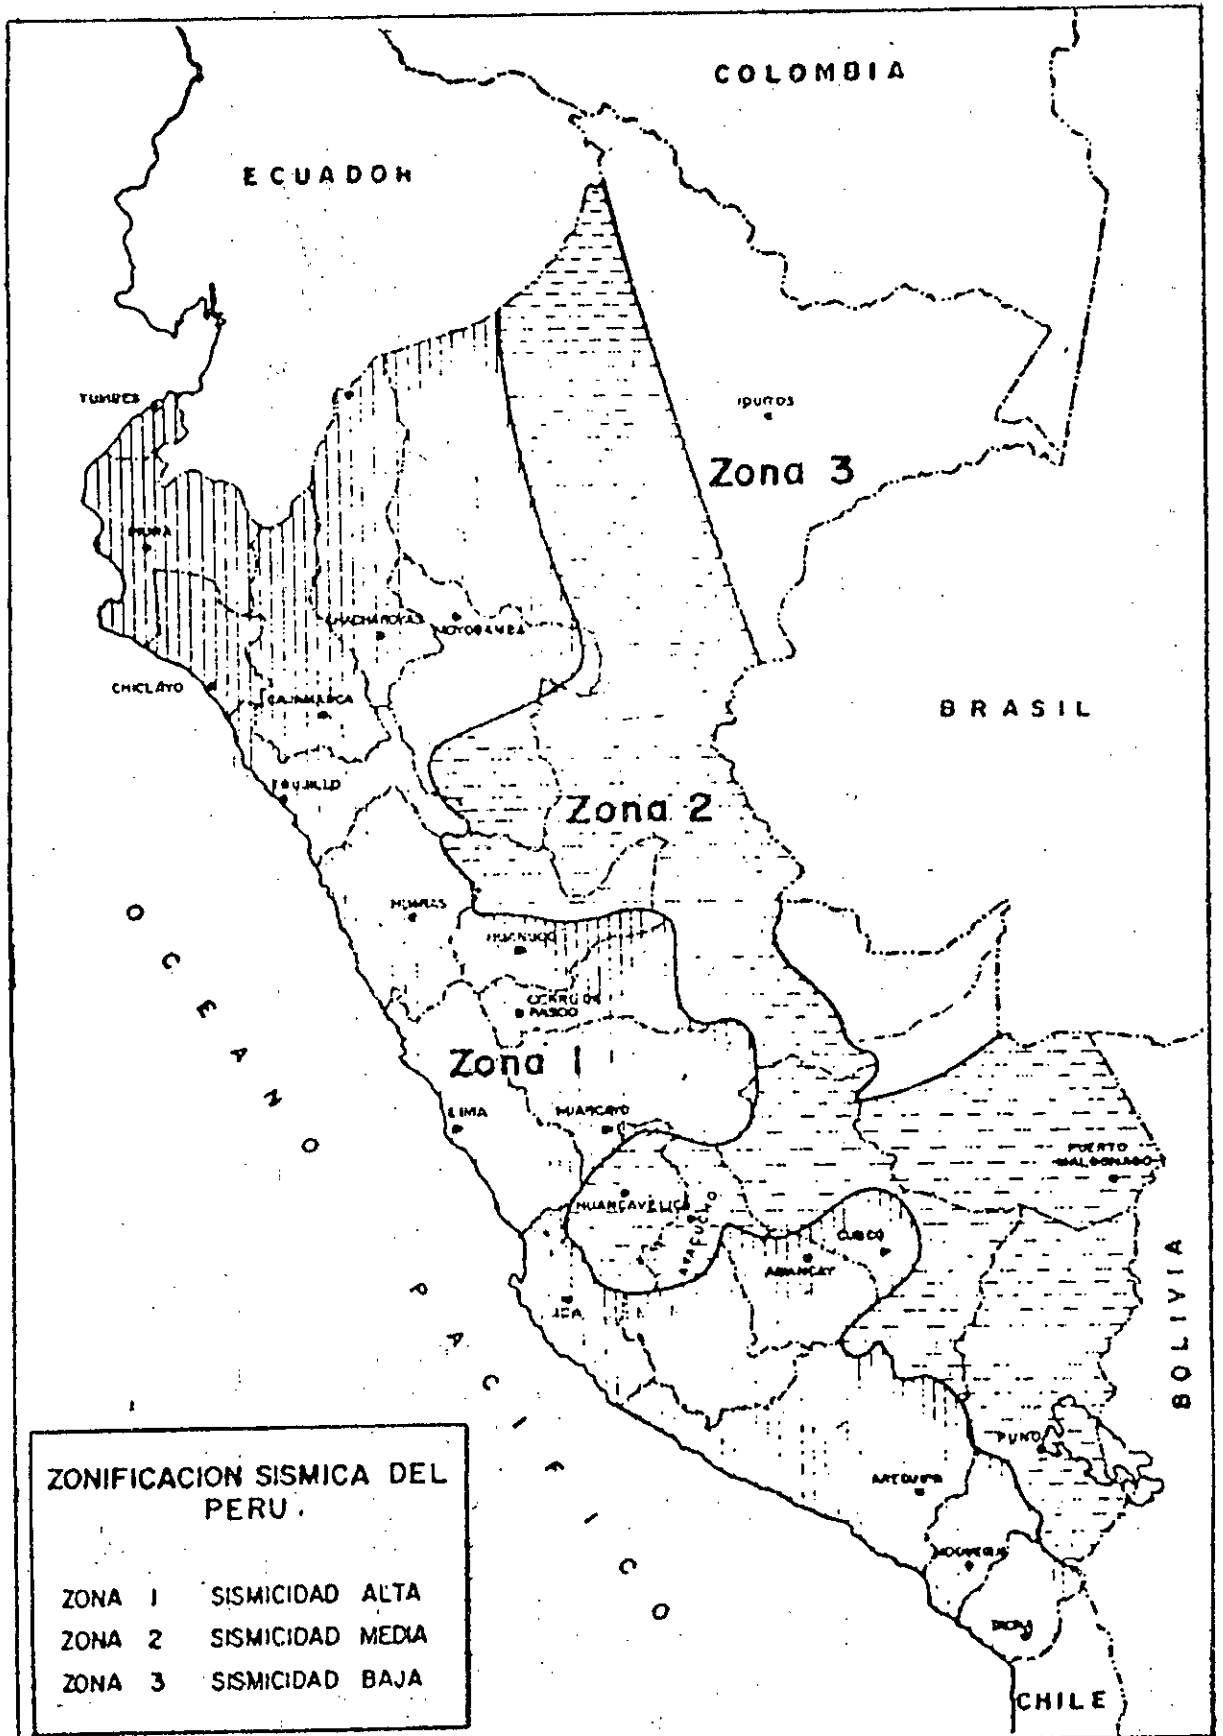 COLOMBIA
ECUADOR
TUMBES
IQUITOS
Zona 3
PIURA
CHACHAPOYAS
MOYOBAMBA
CHICLAYO
CAJAMARCA
BRASIL
TRUJILLO
Zona 2
HUARAS
HUANUCO
CERRO DE
PASCO
OCEANO
Zona 1
LIMA
HUANCAYO
PUERTO
MALDONADO
HUANCAVELICA
AYACUCHO
CUSCO
ABANCAY
ICA
BOLIVIA
PACIFICO
PUNO
AREQUIPA
MOQUEGUA
TACNA
CHILE
ZONIFICACION SISMICA DEL
PERU.
ZONA 1 SISMICIDAD ALTA
ZONA 2 SISMICIDAD MEDIA
ZONA 3 SISMICIDAD BAJA